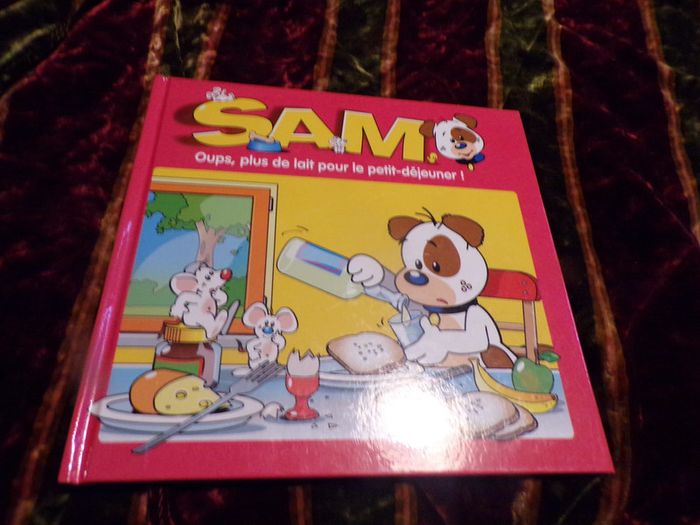 SAM
Oups, plus de lait pour le petit-déjeuner !